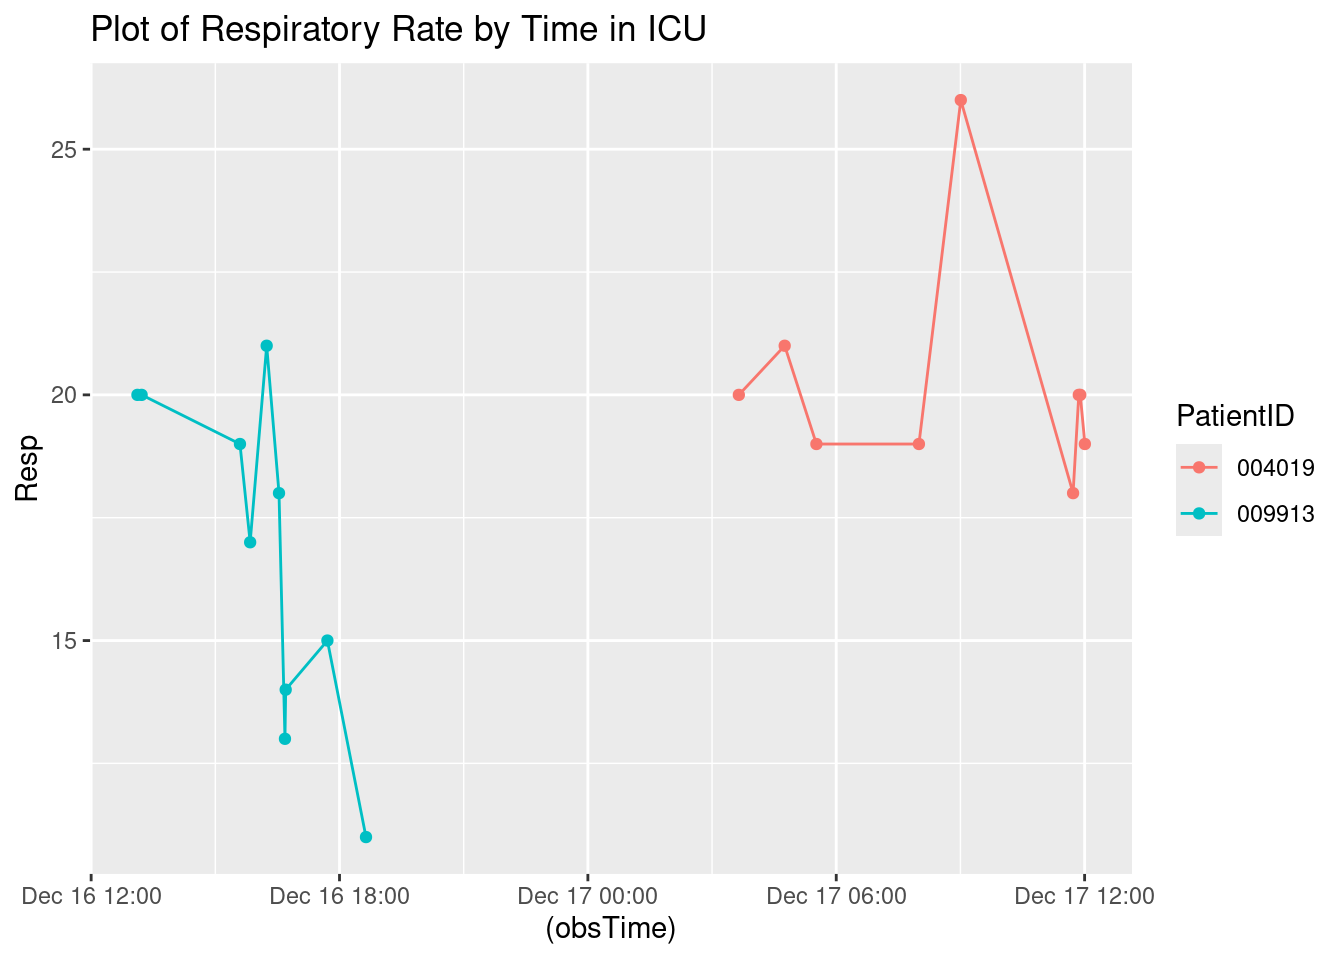 Plot of Respiratory Rate by Time in ICU
25
20
15
Resp
Dec 16 12:00
Dec 16 18:00
Dec 17 00:00
Dec 17 06:00
Dec 17 12:00
(obsTime)
PatientID
004019
009913